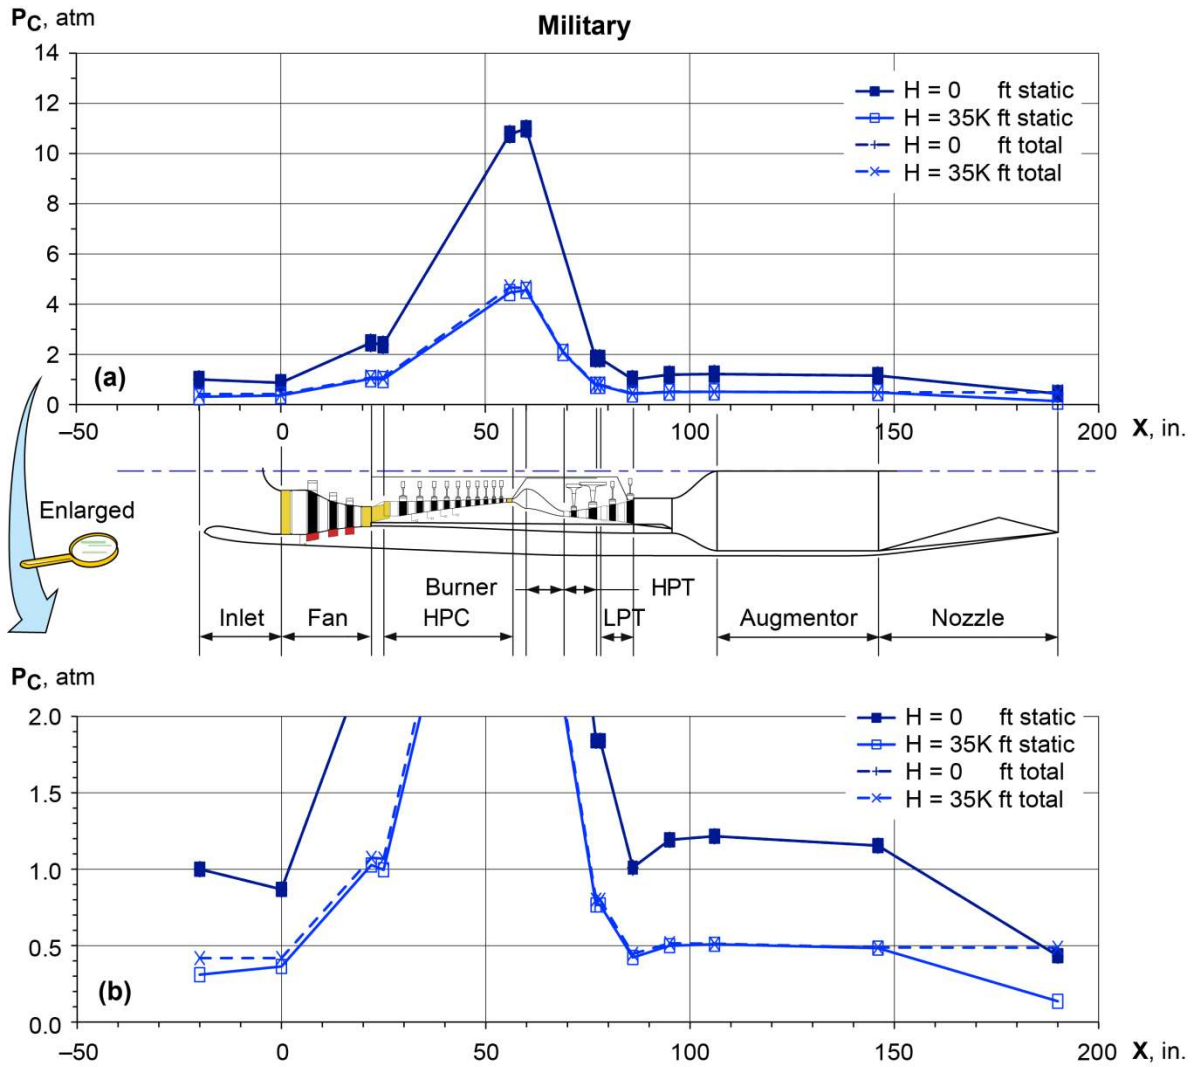 Military
P_C, atm
14
12
10
8
6
4
2
0
H = 0 ft static
H = 35K ft static
H = 0 ft total
H = 35K ft total
(a)
–50 0 50 100 150 200 X, in.
Enlarged
Burner HPT
Inlet Fan HPC LPT Augmentor Nozzle
P_C, atm
2.0
1.5
1.0
0.5
0.0
H = 0 ft static
H = 35K ft static
H = 0 ft total
H = 35K ft total
(b)
–50 0 50 100 150 200 X, in.